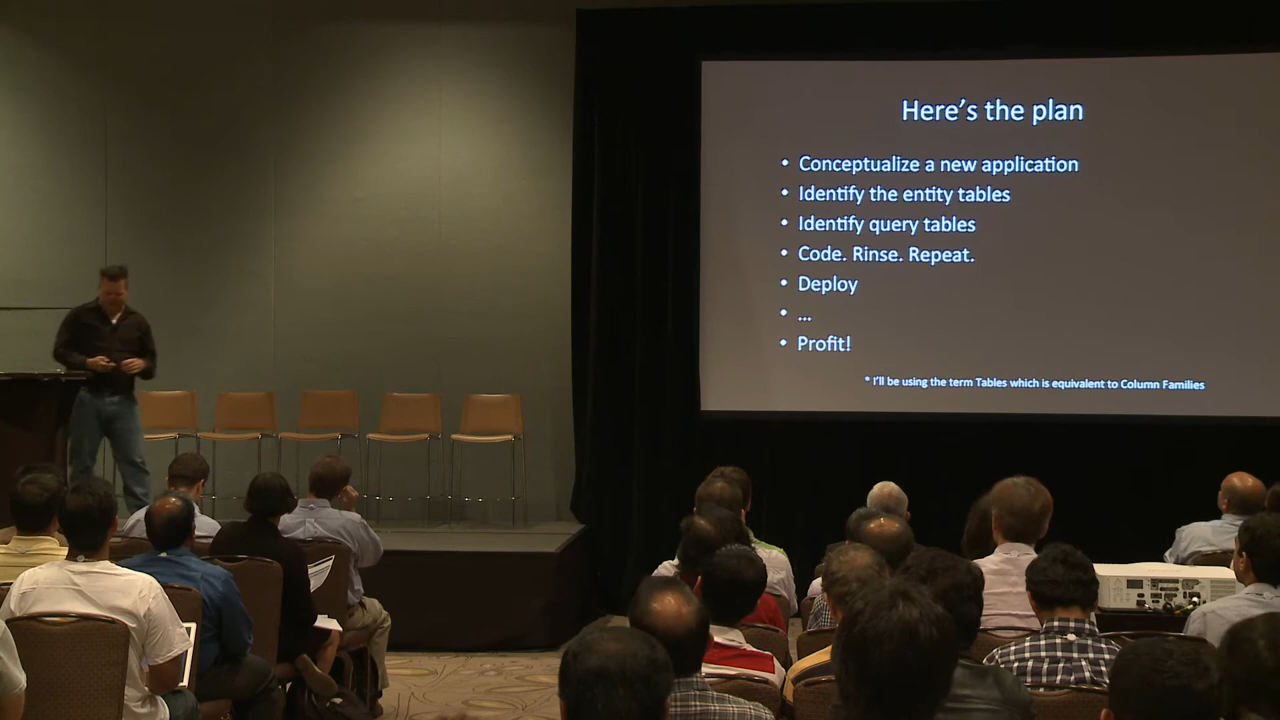 Here's the plan
• Conceptualize a new application
• Identify the entity tables
• Identify query tables
• Code. Rinse. Repeat.
• Deploy
• ...
• Profit!
* I'll be using the term Tables which is equivalent to Column Families